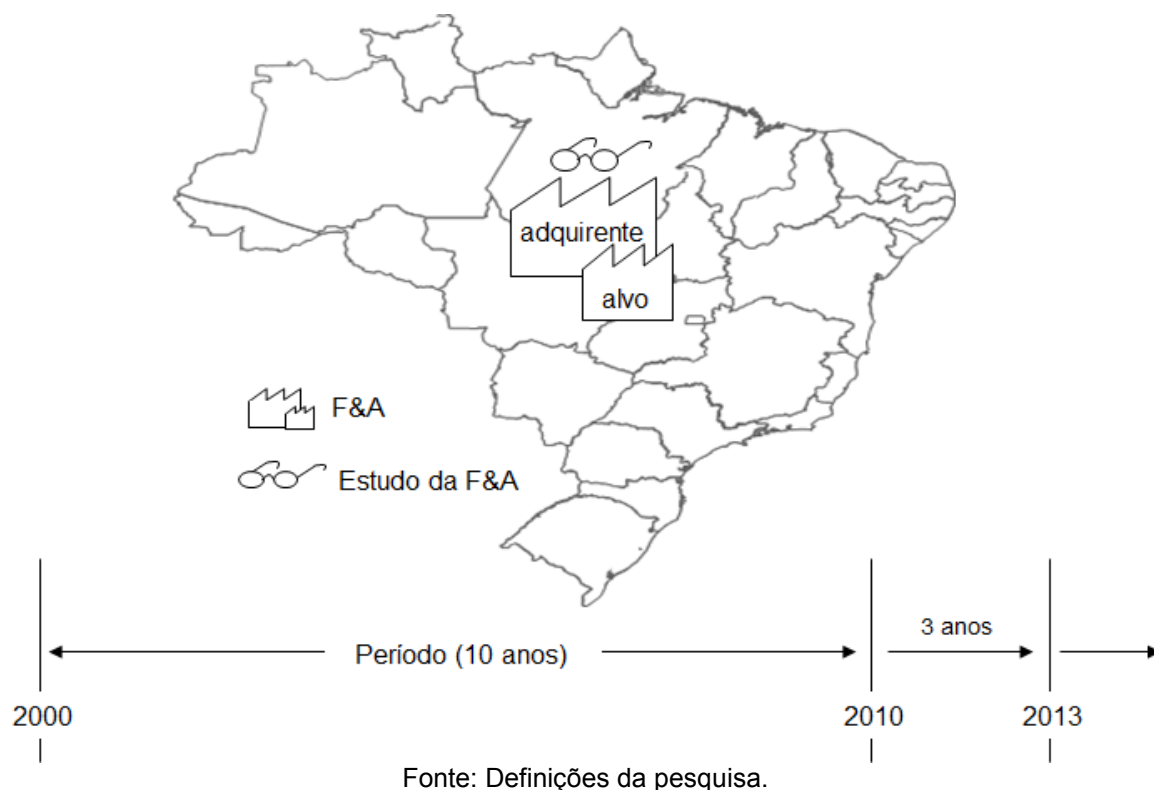 adquirente
alvo
F&A
Estudo da F&A
3 anos
Período (10 anos)
2000
2010
2013
Fonte: Definições da pesquisa.